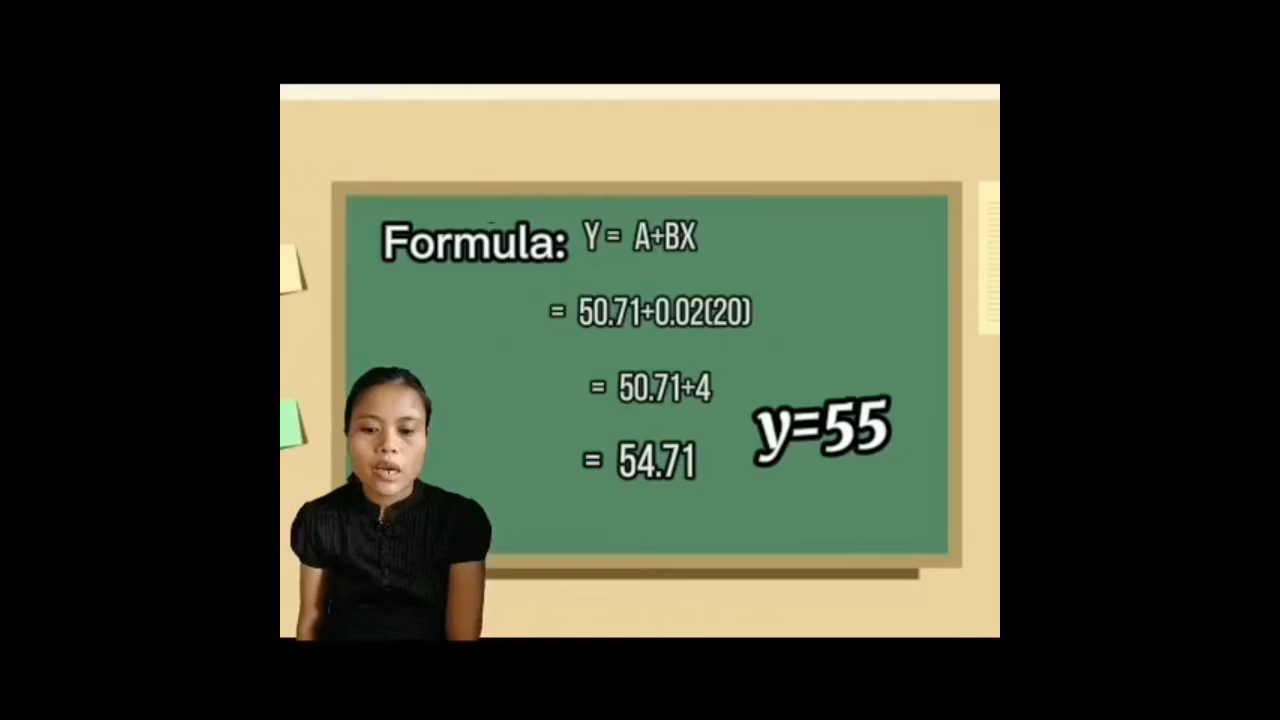 Formula: Y = A+BX
= 50.71+0.02(20)
= 50.71+4
y=55
= 54.71